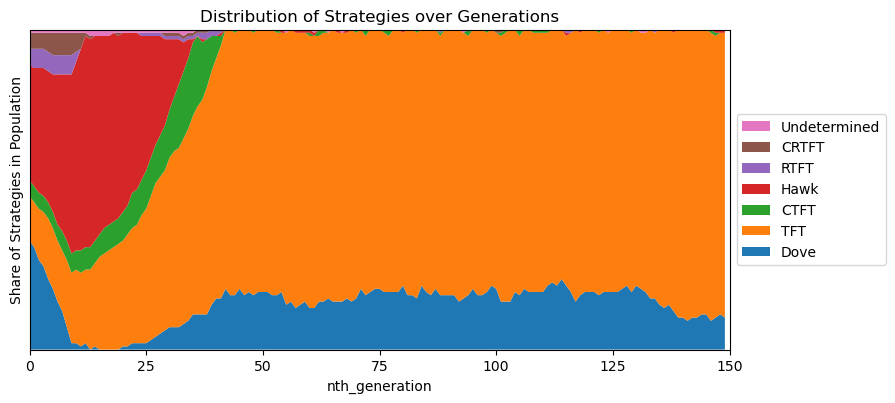 Distribution of Strategies over Generations
Share of Strategies in Population
Undetermined
CRTFT
RTFT
Hawk
CTFT
TFT
Dove
0 25 50 75 100 125 150
nth_generation